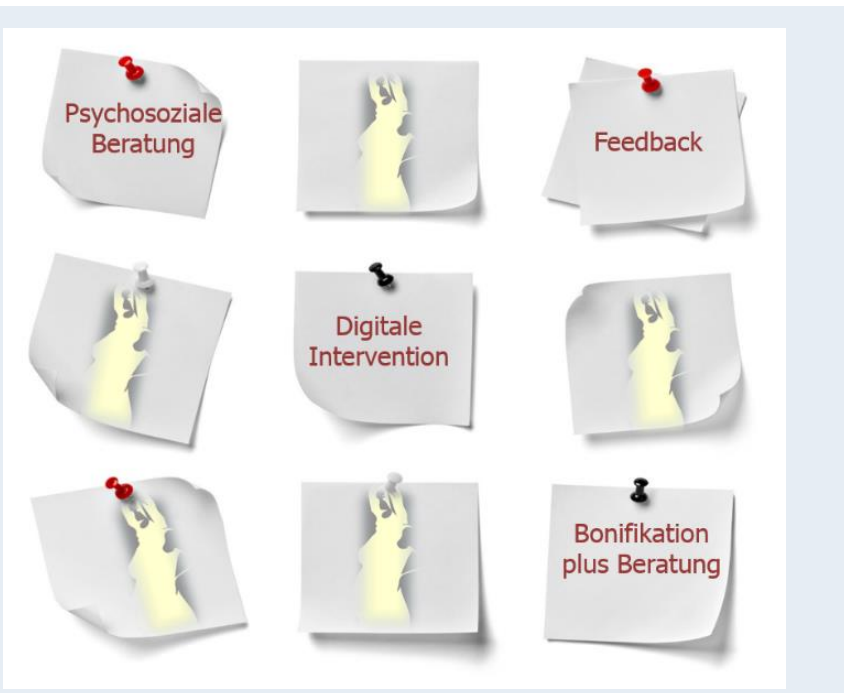 Psychosoziale
Beratung
Feedback
Digitale
Intervention
Bonifikation
plus Beratung